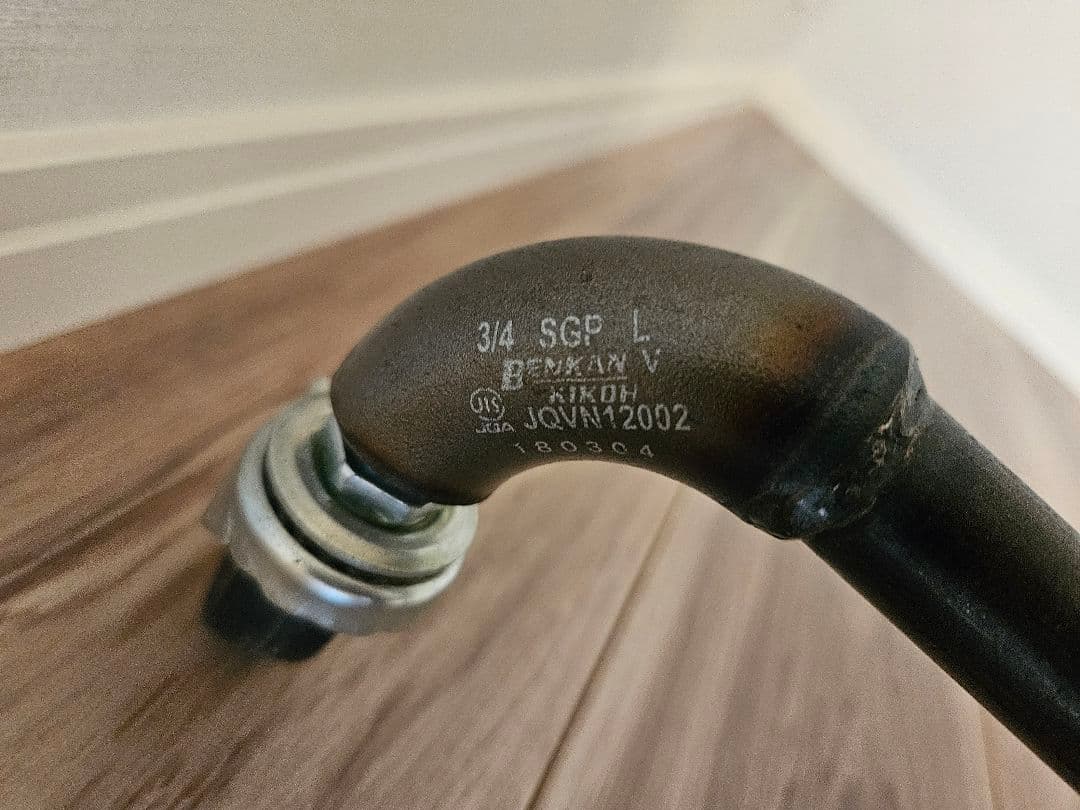 3/4 SGP L
BENKAN V
KIKOH
JIS JQVN12002
JQA
180304